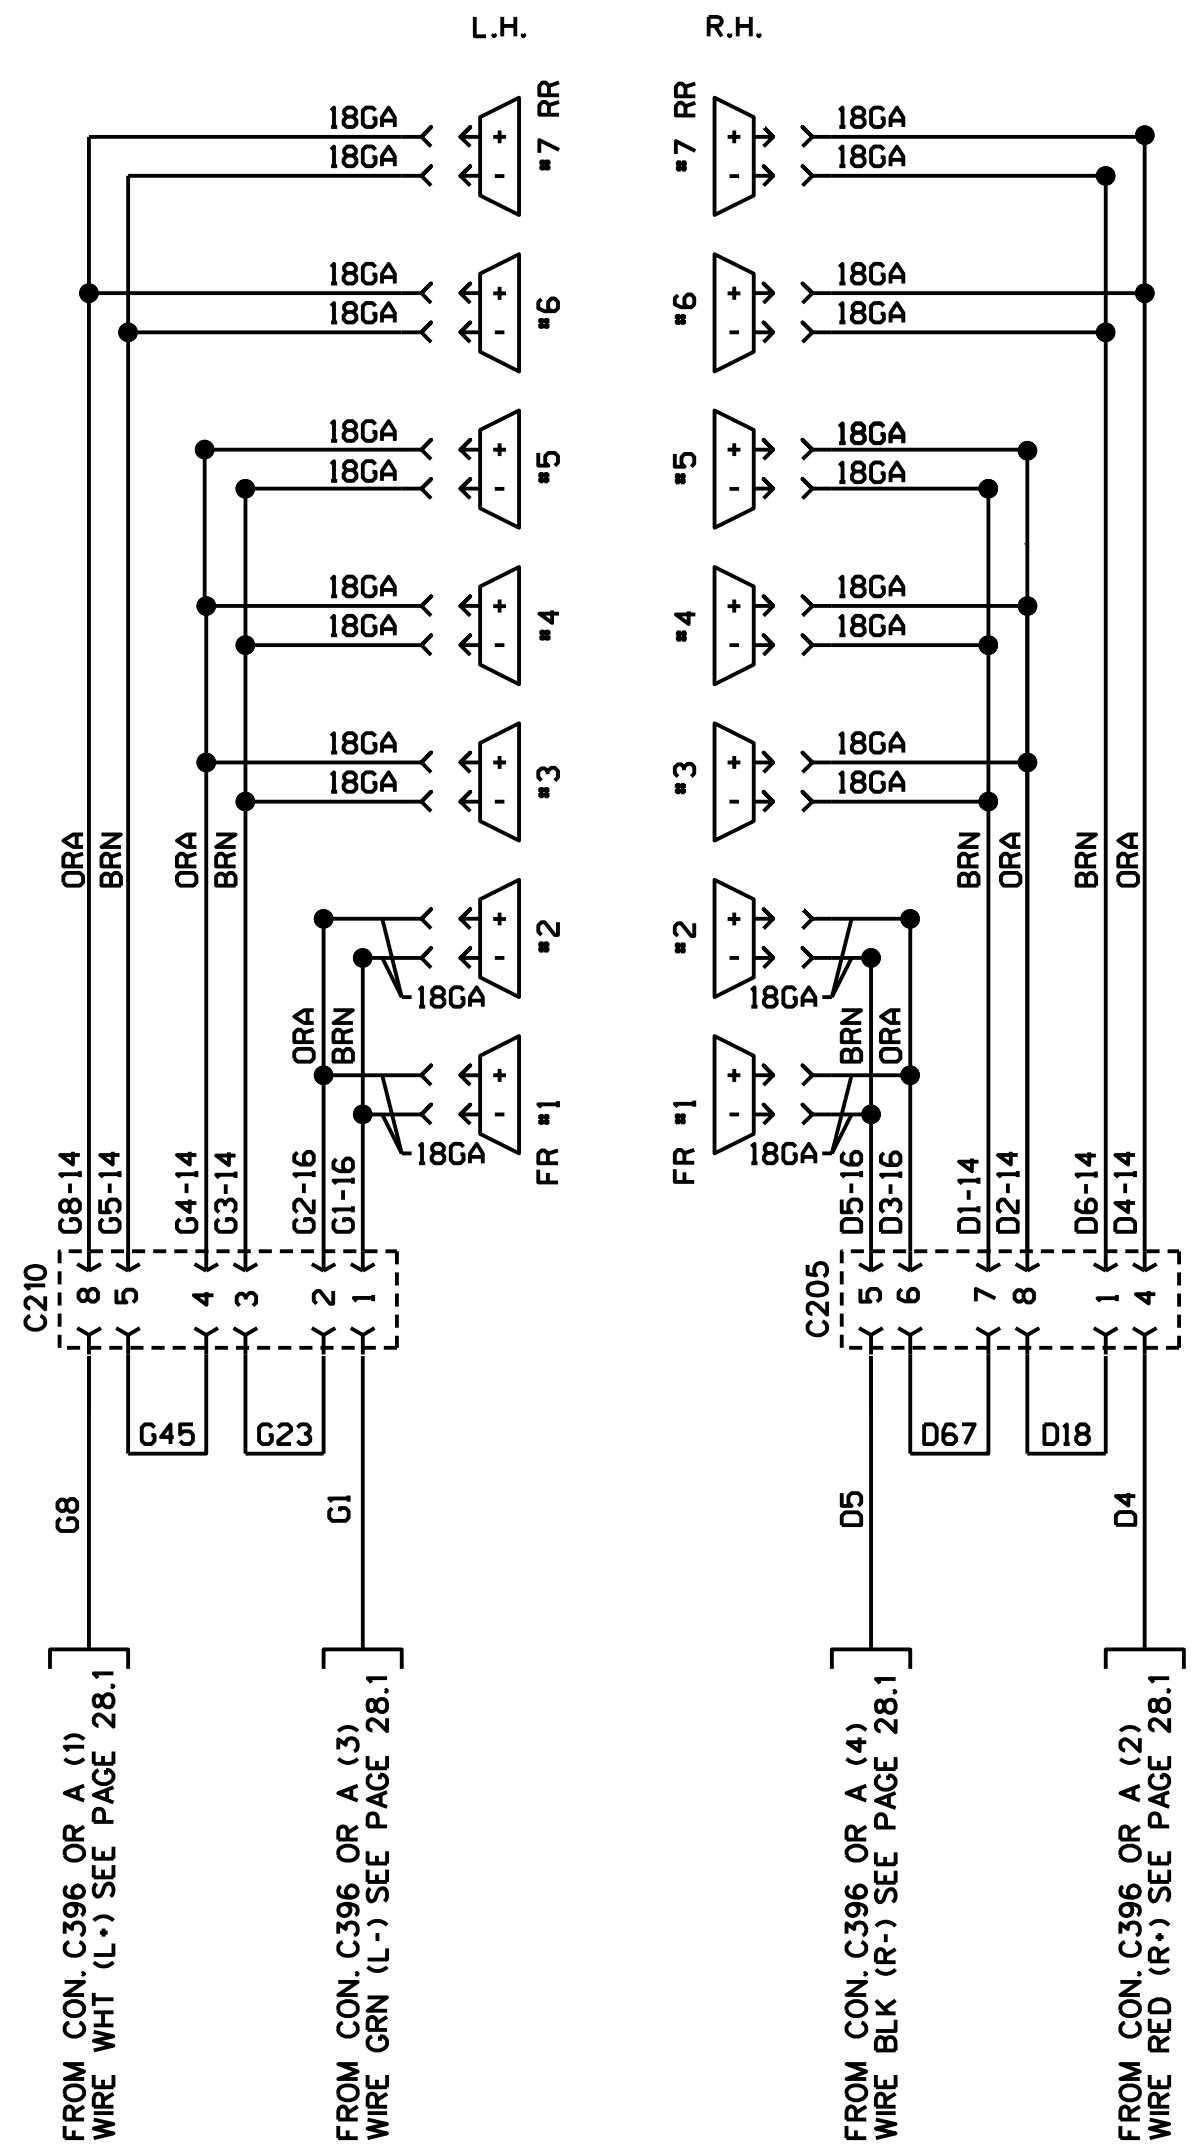 L.H. R.H.
18GA + #7 RR #7 RR + 18GA
18GA - - 18GA
18GA + #6 #6 + 18GA
18GA - - 18GA
18GA + #5 #5 + 18GA
18GA - - 18GA
18GA + #4 #4 + 18GA
18GA - - 18GA
18GA + #3 #3 + 18GA
18GA - - 18GA
ORA BRN ORA BRN BRN ORA BRN ORA
+ #2 #2 +
- -
18GA 18GA
ORA BRN BRN ORA
+ #1 #1 +
- -
18GA FR FR 18GA
G8-14 G5-14 G4-14 G3-14 G2-16 G1-16 D5-16 D3-16 D1-14 D2-14 D6-14 D4-14
C210 8 5 4 3 2 1 C205 5 6 7 8 1 4
G45 G23 D67 D18
G8 G1 D5 D4
FROM CON. C396 OR A (1)
WIRE WHT (L+) SEE PAGE 28.1
FROM CON. C396 OR A (3)
WIRE GRN (L-) SEE PAGE 28.1
FROM CON. C396 OR A (4)
WIRE BLK (R-) SEE PAGE 28.1
FROM CON. C396 OR A (2)
WIRE RED (R+) SEE PAGE 28.1